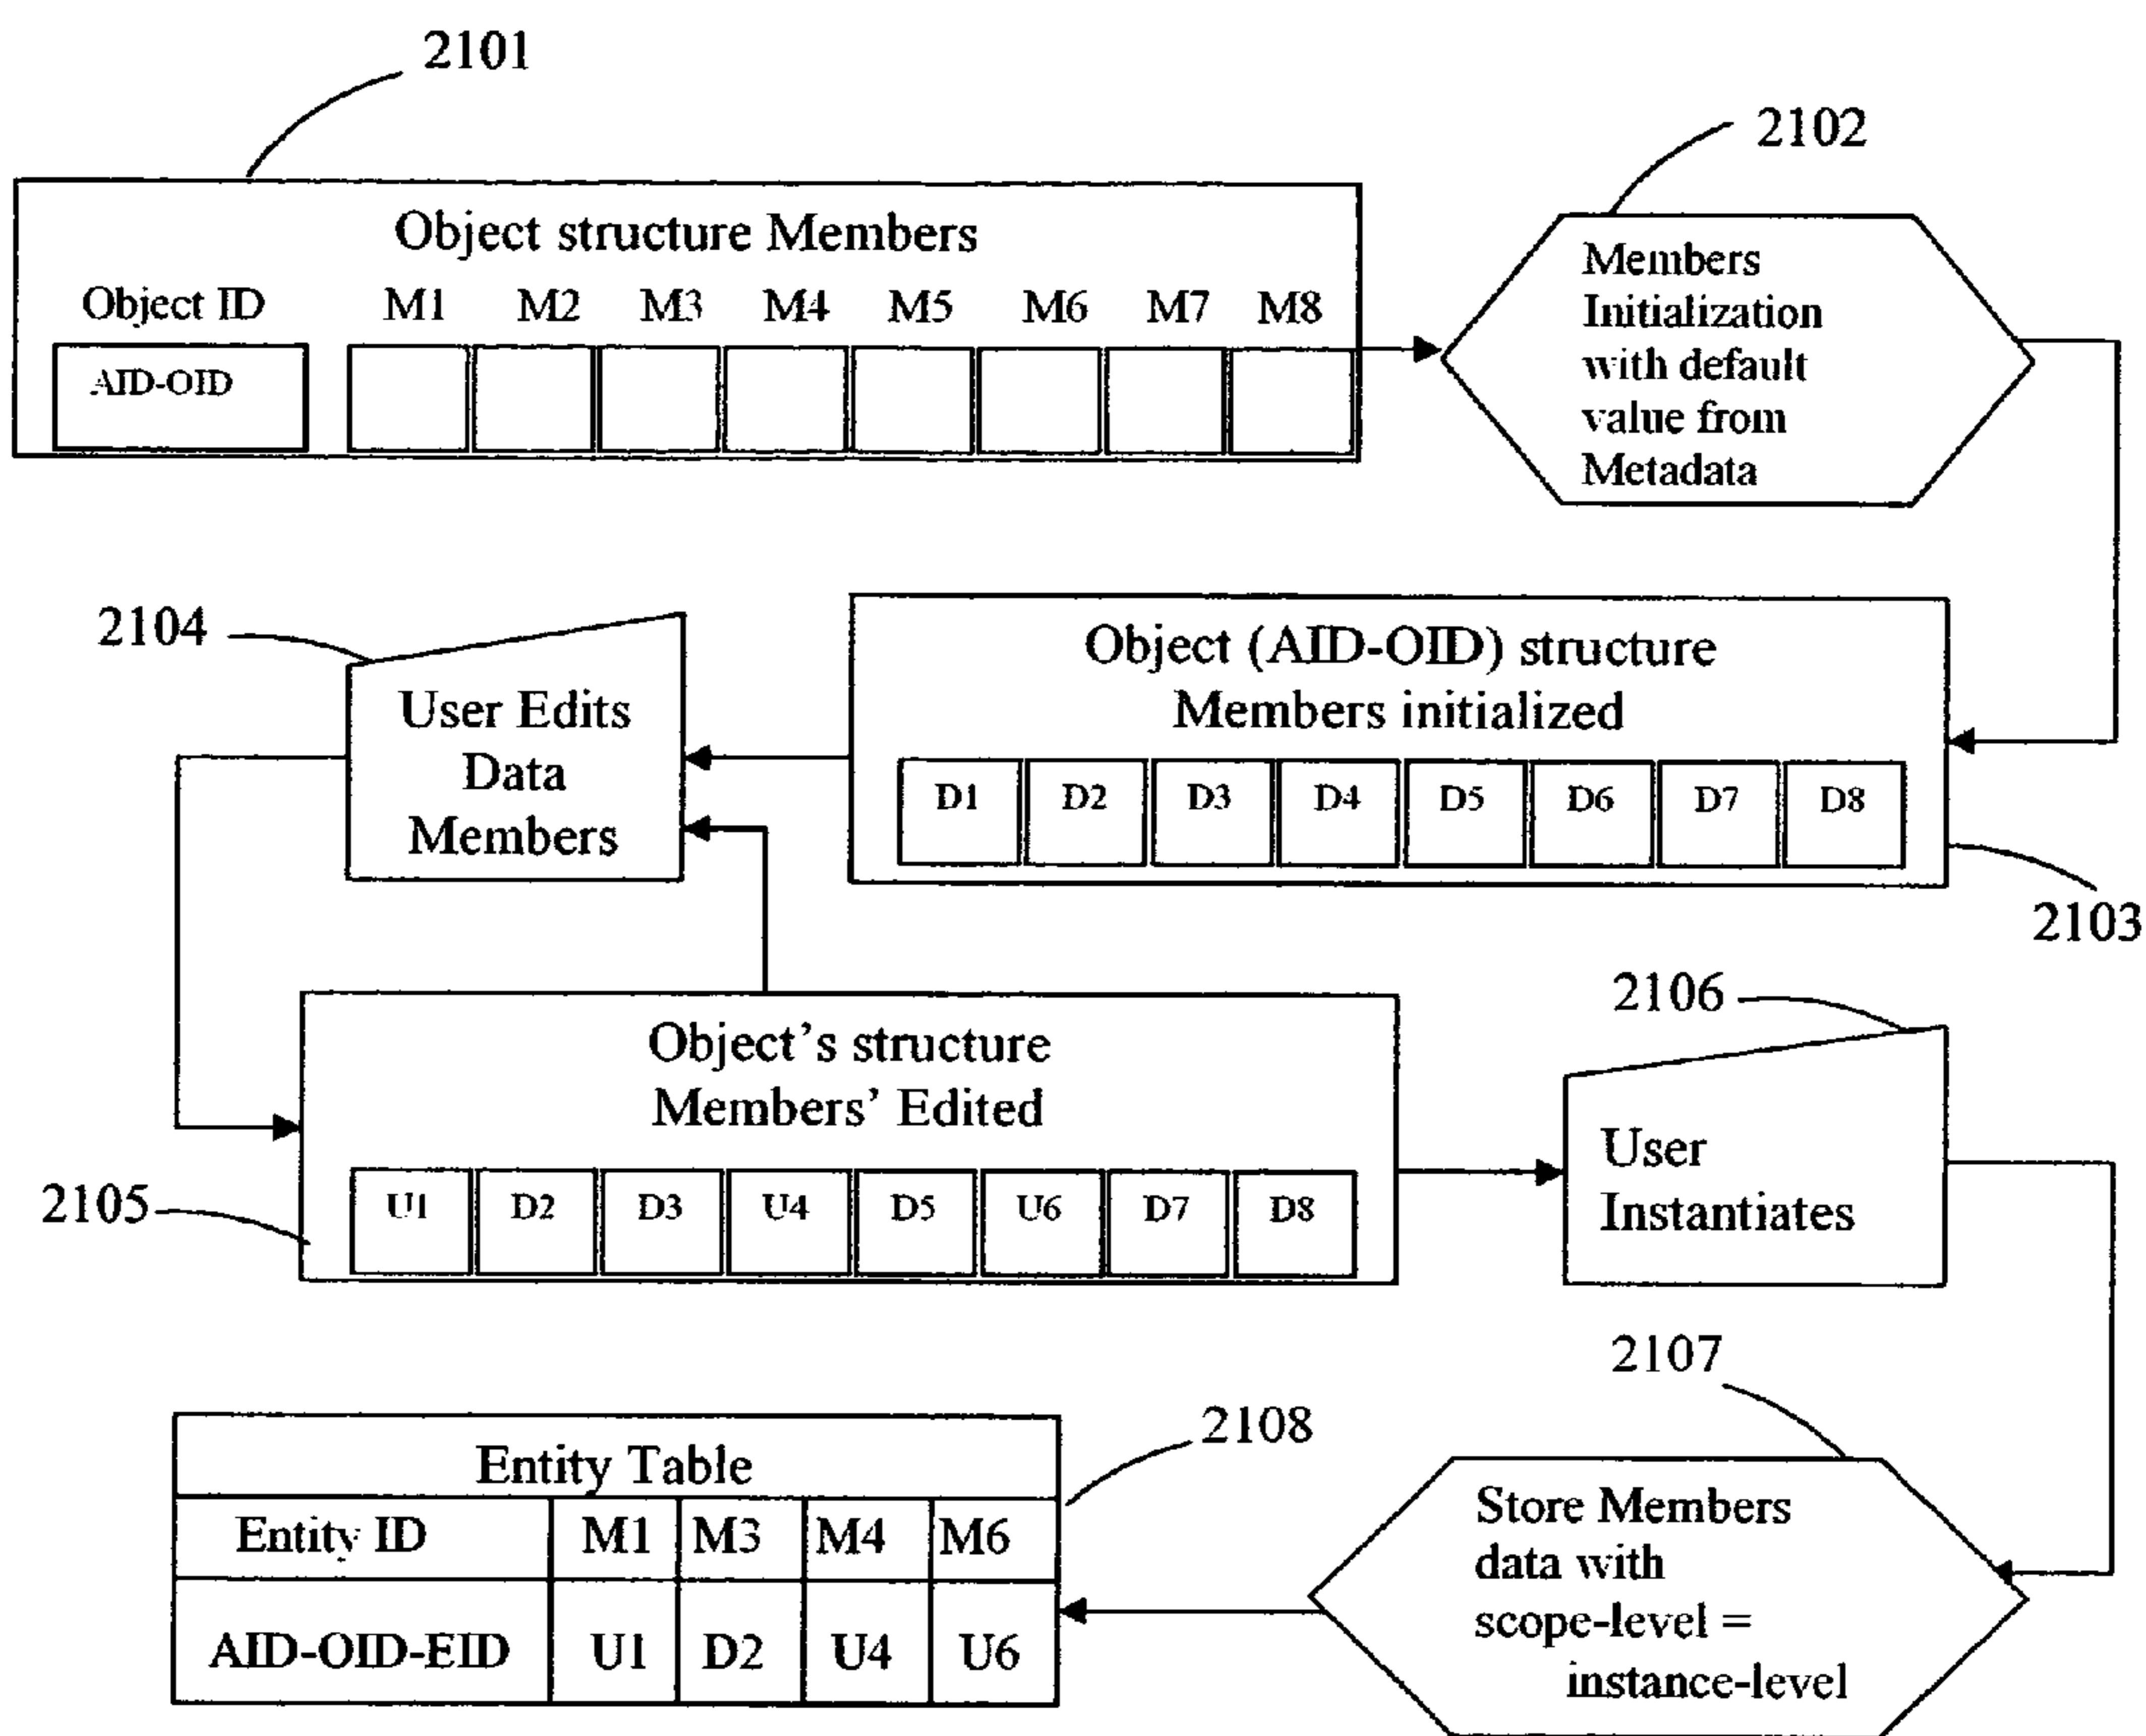 2101
2102
Object structure Members
Object ID M1 M2 M3 M4 M5 M6 M7 M8
AID-OID
Members
Initialization
with default
value from
Metadata
2104
User Edits
Data
Members
Object (AID-OID) structure
Members initialized
D1 D2 D3 D4 D5 D6 D7 D8
2103
2106
Object's structure
Members' Edited
2105
U1 D2 D3 U4 D5 U6 D7 D8
User
Instantiates
2107
2108
Entity Table
Entity ID M1 M3 M4 M6
AID-OID-EID U1 D2 U4 U6
Store Members
data with
scope-level =
instance-level